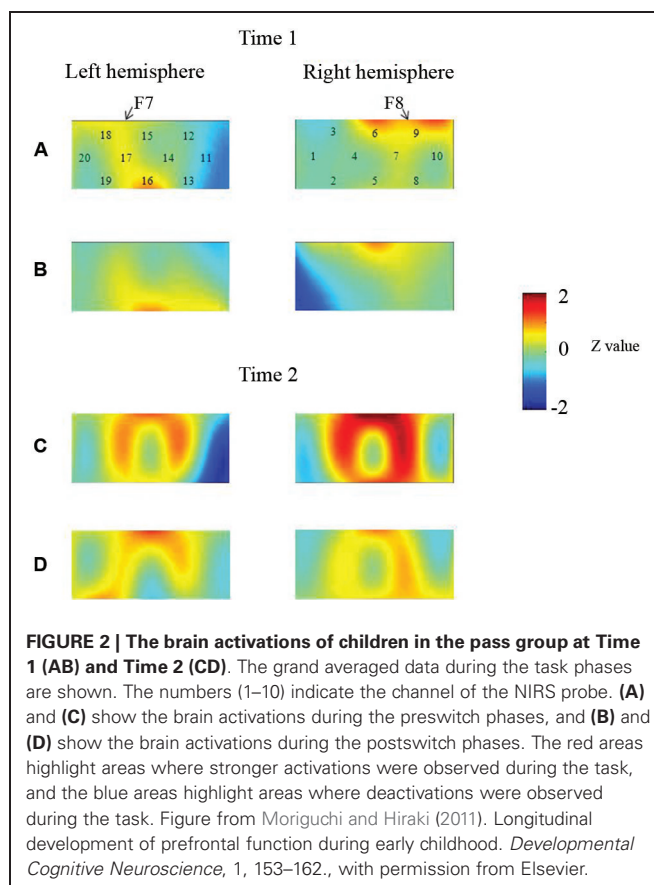 Time 1
Left hemisphere
Right hemisphere
F7
F8
A
18 15 12
20 17 14 11
19 16 13
3 6 9
1 4 7 10
2 5 8
B
2
0
-2
Z value
Time 2
C
D
FIGURE 2 | The brain activations of children in the pass group at Time
1 (AB) and Time 2 (CD). The grand averaged data during the task phases
are shown. The numbers (1–10) indicate the channel of the NIRS probe. (A)
and (C) show the brain activations during the preswitch phases, and (B) and
(D) show the brain activations during the postswitch phases. The red areas
highlight areas where stronger activations were observed during the task,
and the blue areas highlight areas where deactivations were observed
during the task. Figure from Moriguchi and Hiraki (2011). Longitudinal
development of prefrontal function during early childhood. Developmental
Cognitive Neuroscience, 1, 153–162., with permission from Elsevier.